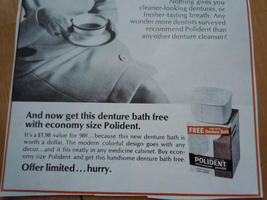 Nothing gives you
cleaner-looking dentures, or
fresher-tasting breath. Any
wonder more dentists surveyed
recommend Polident than
any other denture cleanser?
And now get this denture bath free
with economy size Polident.
It's a $1.98 value for 98¢...because this new denture bath is
worth a dollar. The modern colorful design goes with any
decor...and it fits neatly in any medicine cabinet. Buy econ-
omy size Polident and get this handsome denture bath free.
Offer limited...hurry.
FREE
Denture Bath
POLIDENT